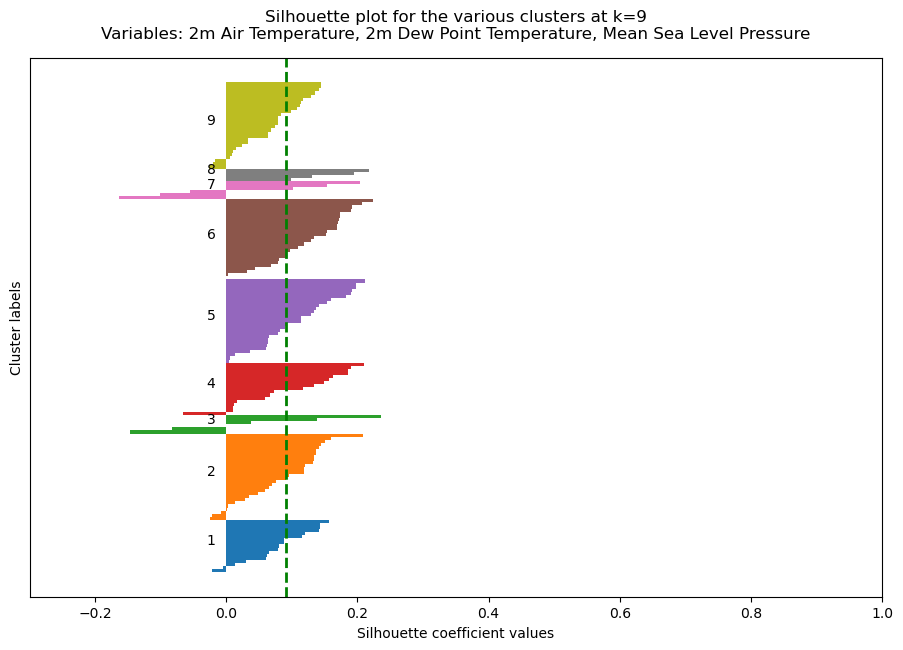 Silhouette plot for the various clusters at k=9
Variables: 2m Air Temperature, 2m Dew Point Temperature, Mean Sea Level Pressure
Cluster labels
9
8
7
6
5
4
3
2
1
−0.2 0.0 0.2 0.4 0.6 0.8 1.0
Silhouette coefficient values